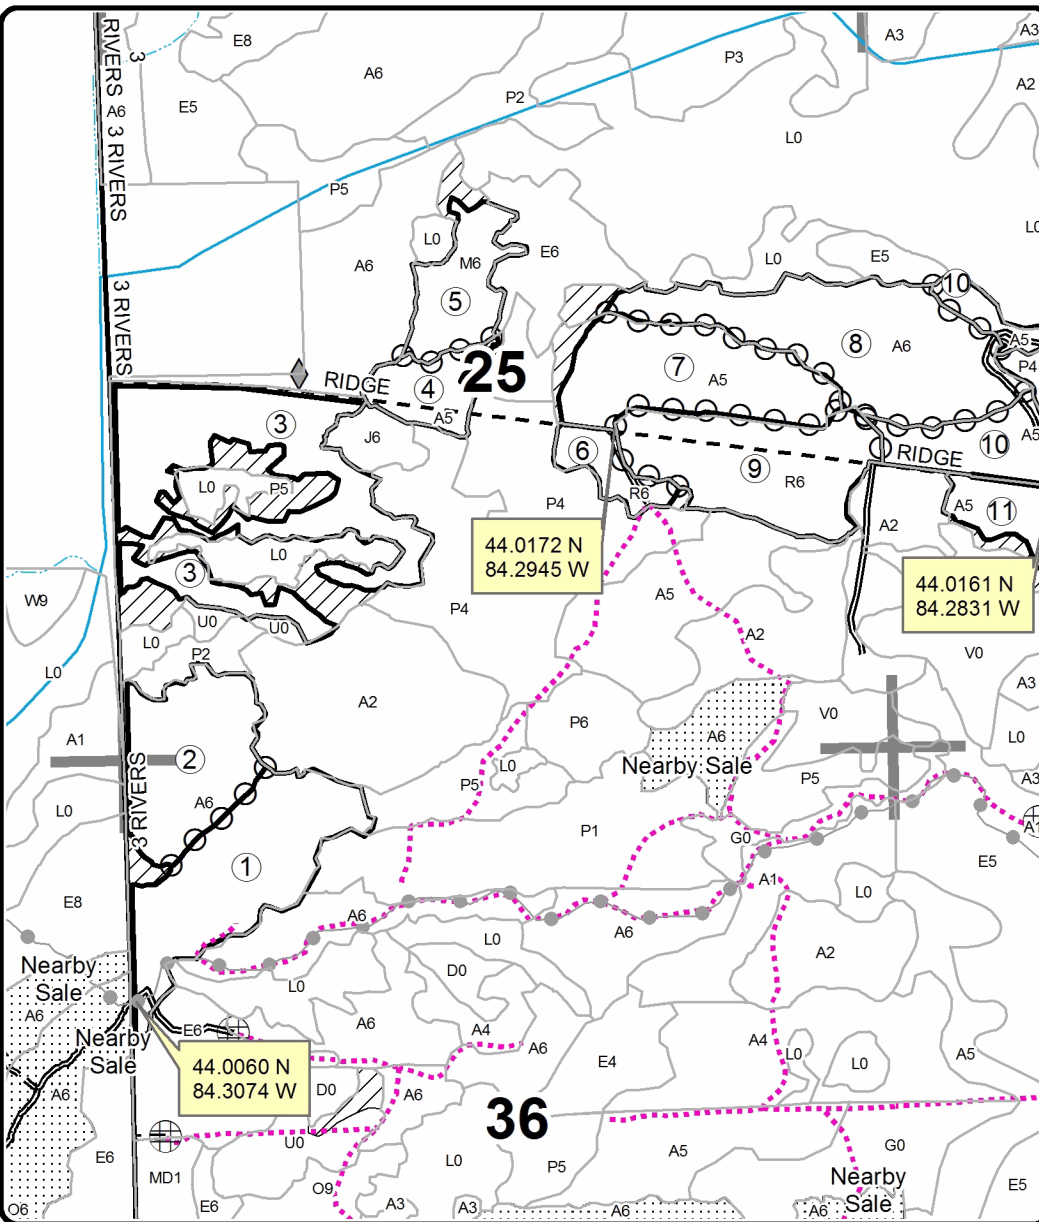 3 RIVERS
E8
A6
P3
A3
A3
A2
A6
E5
P2
L0
3 RIVERS
P5
L0
L0
A6
M6
E6
L0
E5
10
5
3 RIVERS
8
A6
A5
P4
25
7
A5
RIDGE
4
A5
3
J6
6
9
R6
10
A5
RIDGE
L0
P5
R6
P4
A5
11
A2
L0
3
44.0172 N
84.2945 W
44.0161 N
84.2831 W
W9
U0
U0
L0
P4
A5
A2
V0
P2
L0
A2
A3
P6
V0
A6
A1
2
L0
L0
Nearby Sale
3 RIVERS
A6
P5
P5
A3
L0
P1
G0
A1
1
E5
A1
L0
E8
A6
A6
L0
A2
Nearby
Sale
D0
L0
A6
A6
A4
E6
Nearby
Sale
A6
E4
A4
L0
L0
A5
44.0060 N
84.3074 W
D0
A6
A6
36
U0
E6
MD1
L0
P5
A5
G0
O9
E5
Nearby
Sale
O6
E6
A3
A3
A6
A6